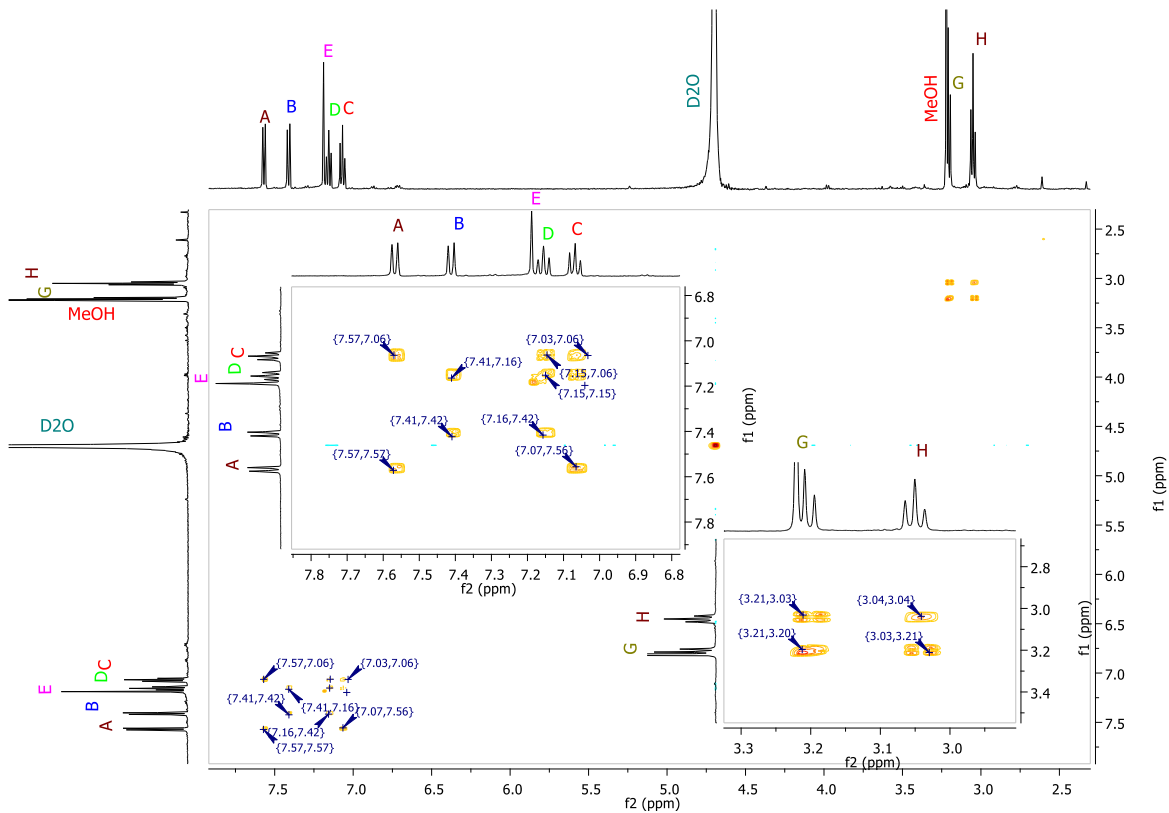 E
H
MeOH
G
D2O
A
B
D
C
E
A
B
D
C
H
G
MeOH
E
D
C
B
A
D2O
{7.57,7.06}
{7.03,7.06}
{7.41,7.16}
{7.15,7.06}
{7.15,7.15}
{7.41,7.42}
{7.16,7.42}
{7.57,7.57}
{7.07,7.56}
6.8
7.0
7.2
7.4
7.6
7.8
f1 (ppm)
7.8 7.7 7.6 7.5 7.4 7.3 7.2 7.1 7.0 6.9 6.8
f2 (ppm)
G
H
H
G
{3.21,3.03}
{3.04,3.04}
{3.21,3.20}
{3.03,3.21}
2.8
3.0
3.2
3.4
f1 (ppm)
3.3 3.2 3.1 3.0
f2 (ppm)
C
D
E
B
A
{7.57,7.06}
{7.03,7.06}
{7.41,7.42}
{7.41,7.16}
{7.07,7.56}
{7.16,7.42}
{7.57,7.57}
2.5
3.0
3.5
4.0
4.5
5.0
5.5
6.0
6.5
7.0
7.5
f1 (ppm)
7.5 7.0 6.5 6.0 5.5 5.0 4.5 4.0 3.5 3.0 2.5
f2 (ppm)